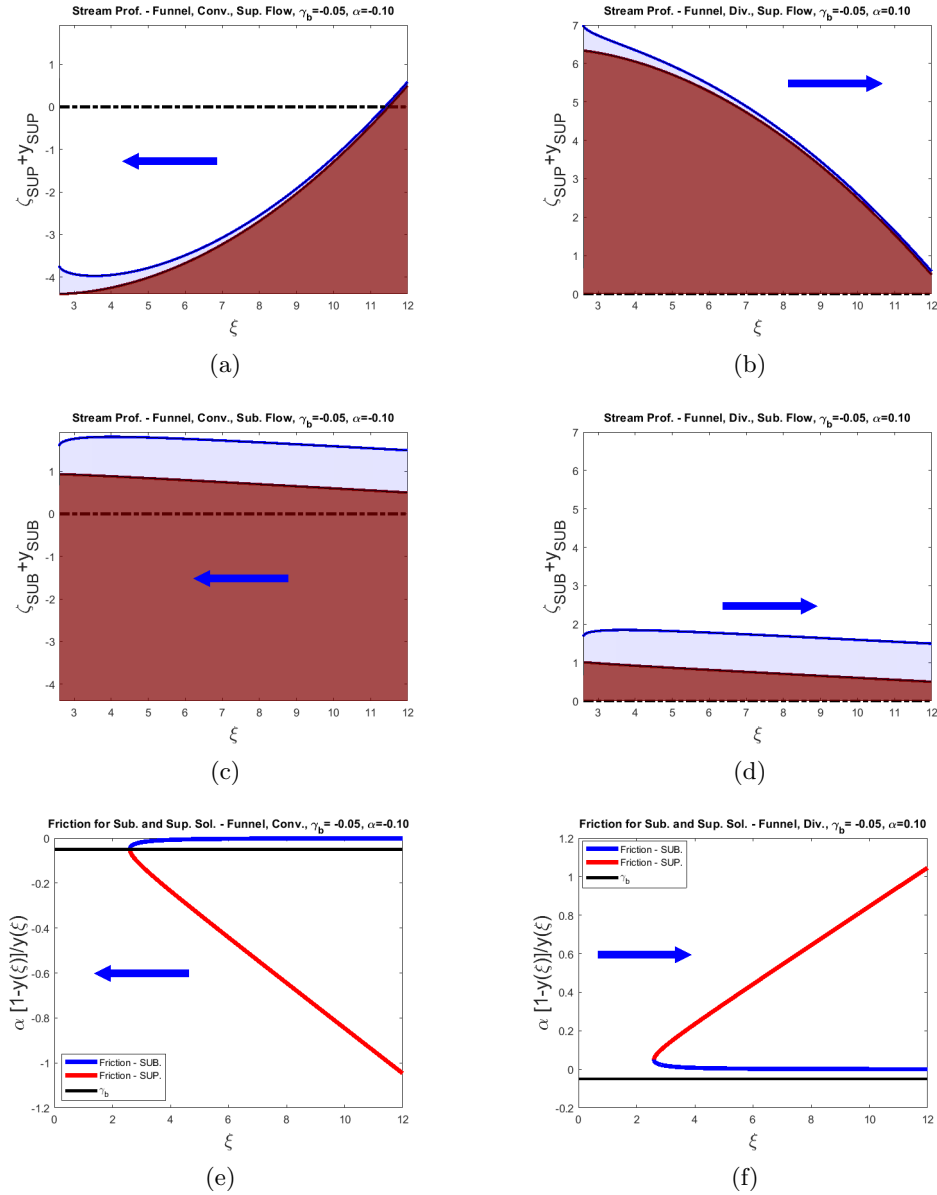 Stream Prof. - Funnel, Conv., Sup. Flow, γb=-0.05, α=-0.10
1
0
-1
-2
-3
-4
ζSUP+ySUP
3 4 5 6 7 8 9 10 11 12
ξ
(a)
Stream Prof. - Funnel, Div., Sup. Flow, γb=-0.05, α=0.10
7
6
5
4
3
2
1
0
ζSUP+ySUP
3 4 5 6 7 8 9 10 11 12
ξ
(b)
Stream Prof. - Funnel, Conv., Sub. Flow, γb=-0.05, α=-0.10
1
0
-1
-2
-3
-4
ζSUB+ySUB
3 4 5 6 7 8 9 10 11 12
ξ
(c)
Stream Prof. - Funnel, Div., Sub. Flow, γb=-0.05, α=0.10
7
6
5
4
3
2
1
0
ζSUB+ySUB
3 4 5 6 7 8 9 10 11 12
ξ
(d)
Friction for Sub. and Sup. Sol. - Funnel, Conv., γb= -0.05, α=-0.10
0
-0.2
-0.4
-0.6
-0.8
-1
-1.2
α [1-y(ξ)]/y(ξ)
Friction - SUB.
Friction - SUP.
γb
0 2 4 6 8 10 12
ξ
(e)
Friction for Sub. and Sup. Sol. - Funnel, Div., γb= -0.05, α=0.10
1.2
1
0.8
0.6
0.4
0.2
0
-0.2
α [1-y(ξ)]/y(ξ)
Friction - SUB.
Friction - SUP.
γb
0 2 4 6 8 10 12
ξ
(f)